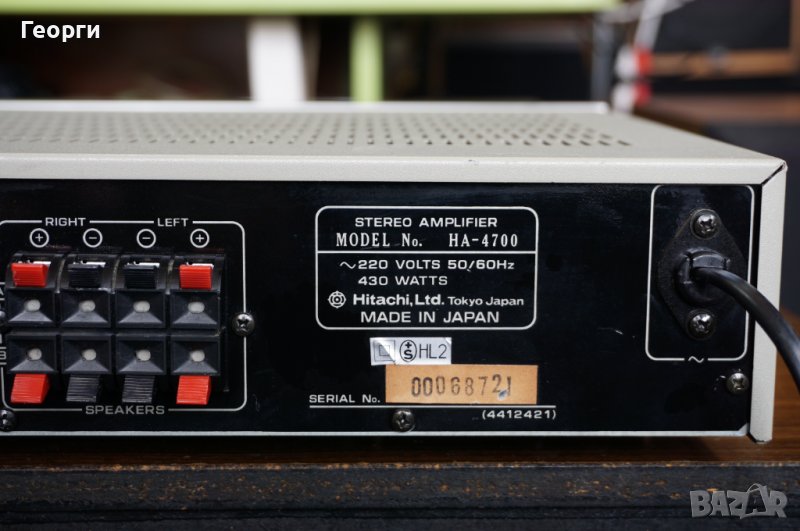 Георги
RIGHT LEFT
+ - - +
SPEAKERS
STEREO AMPLIFIER
MODEL No. HA-4700
~220 VOLTS 50/60Hz
430 WATTS
Hitachi, Ltd. Tokyo Japan
MADE IN JAPAN
HL2
SERIAL No. 0006872J
(4412421)
~
BAZAR